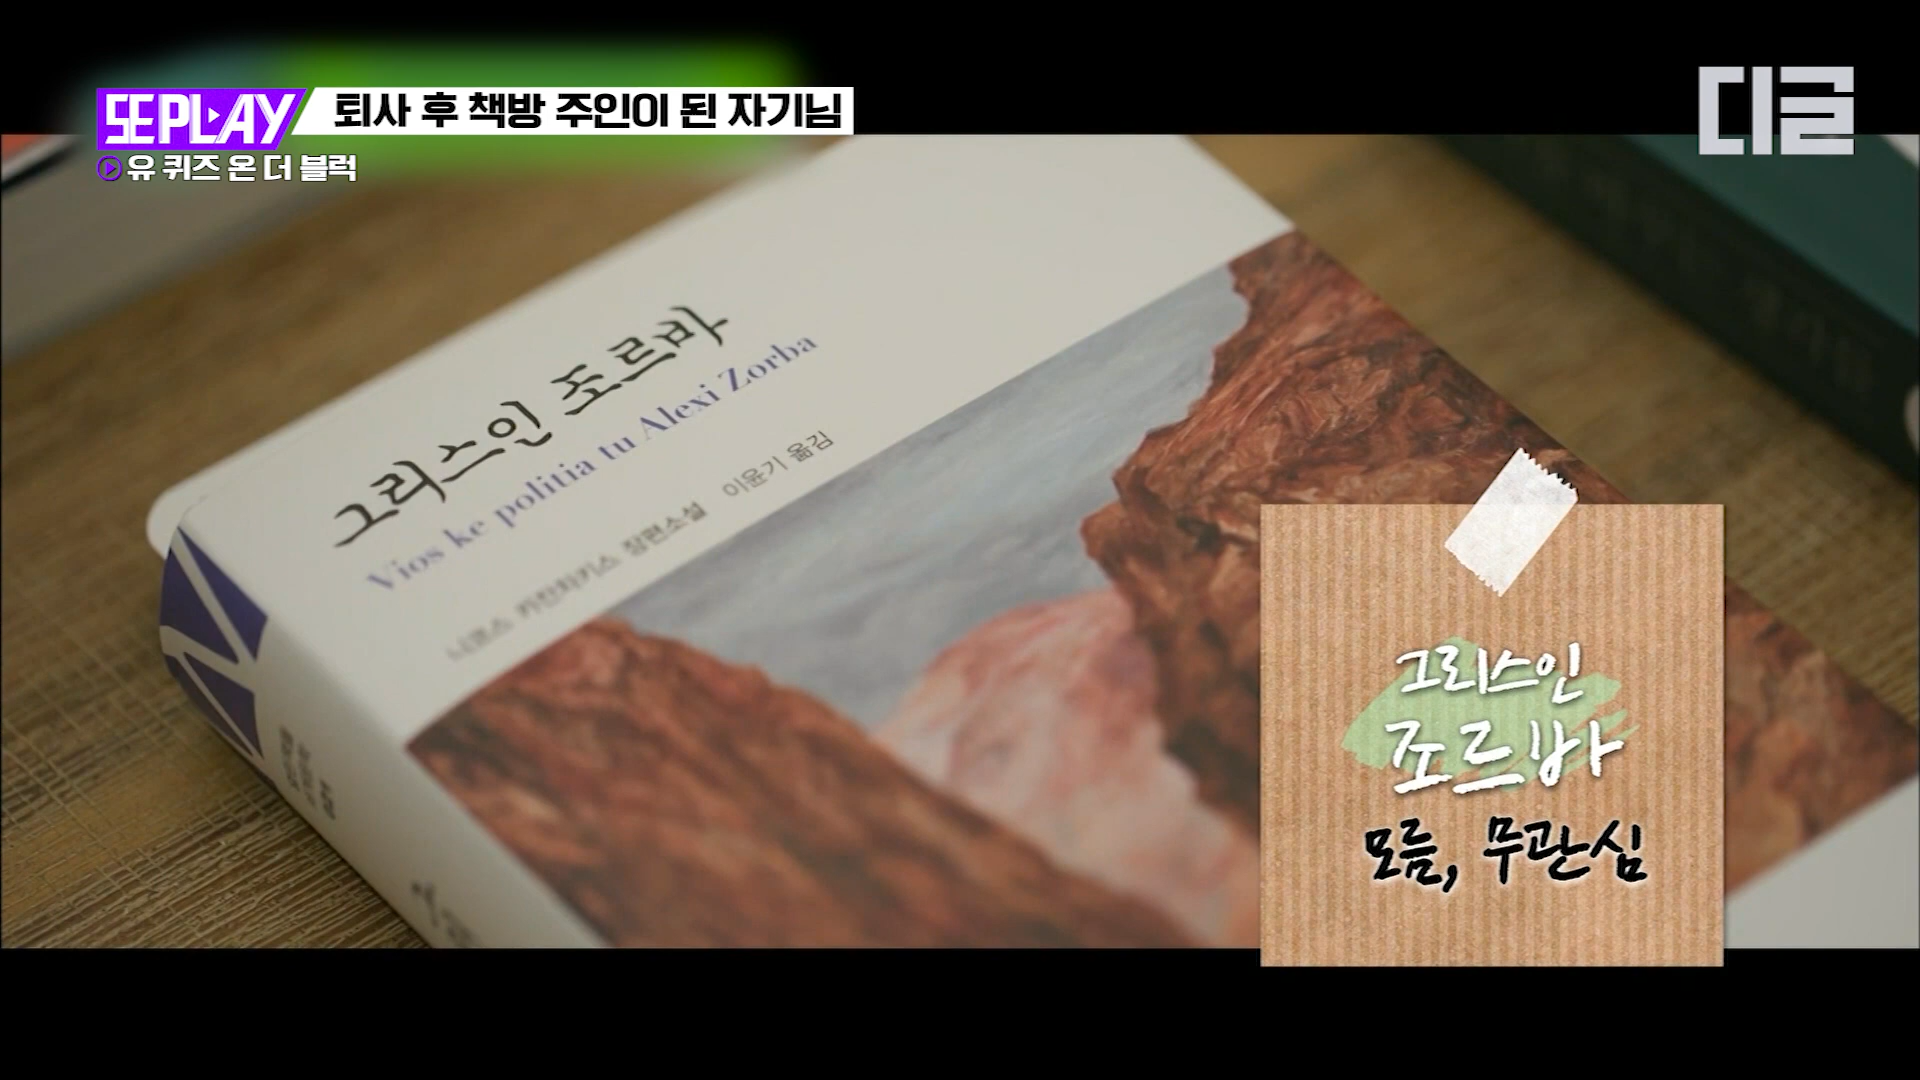 또PLAY
퇴사 후 책방 주인이 된 자기님
유 퀴즈 온 더 블럭
디글
그리스인 조르바
Vios ke politia tu Alexi Zorba
니코스 카잔차키스 장편소설 이윤기 옮김
그리스인
조르바
모름, 무관심